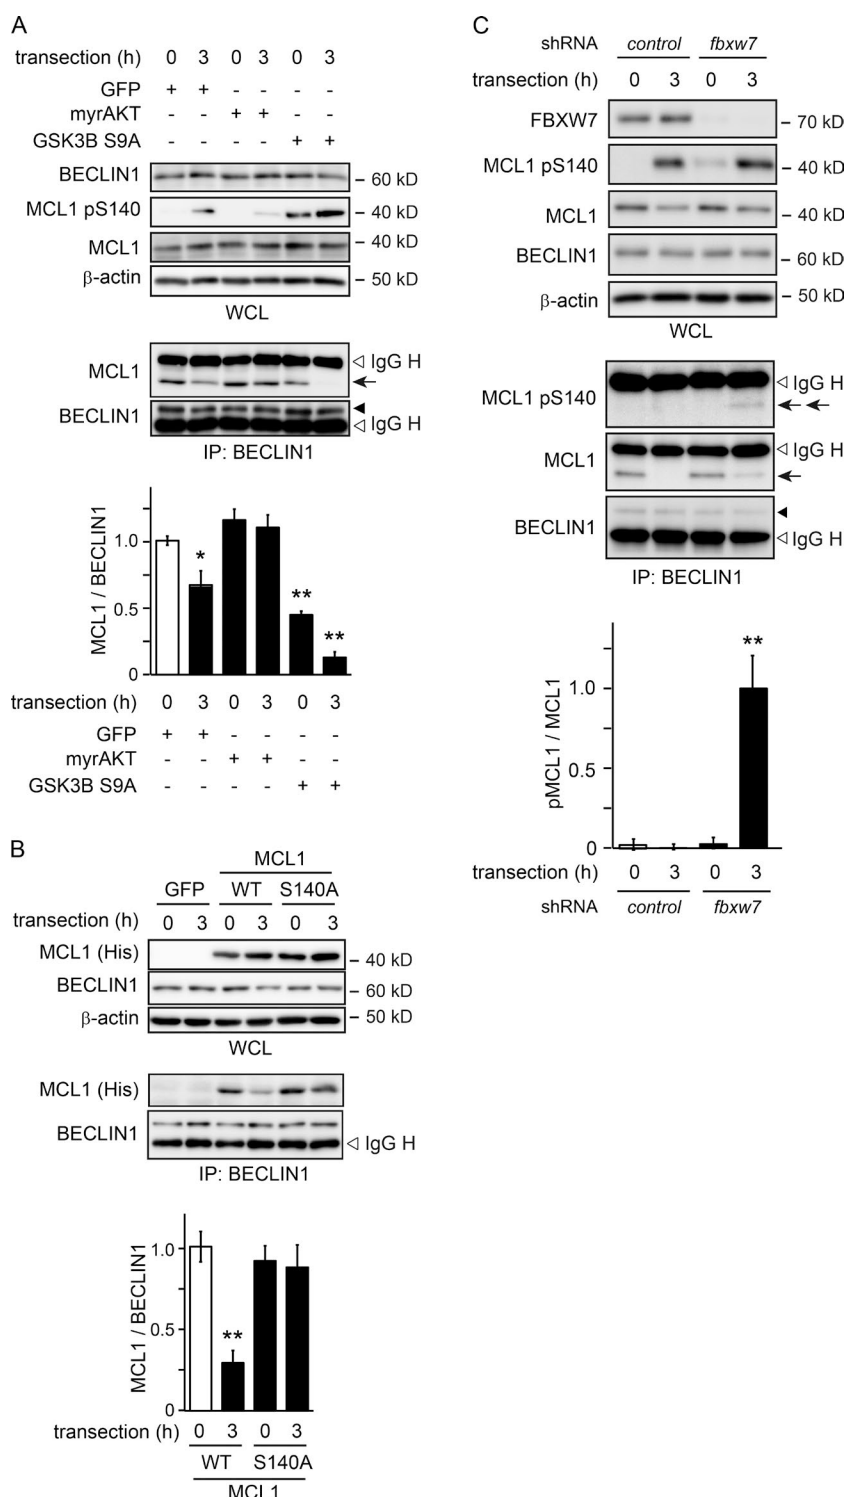 A
transection (h) 0 3 0 3 0 3
GFP + + - - - -
myrAKT - - + + - -
GSK3B S9A - - - - + +
BECLIN1 – 60 kD
MCL1 pS140 – 40 kD
MCL1 – 40 kD
β-actin – 50 kD
WCL
MCL1 ◁ IgG H ←
BECLIN1 ◀ ◁ IgG H
IP: BECLIN1
MCL1 / BECLIN1
1.0
*
0.5
**
**
0
transection (h) 0 3 0 3 0 3
GFP + + - - - -
myrAKT - - + + - -
GSK3B S9A - - - - + +
B
MCL1
GFP WT S140A
transection (h) 0 3 0 3 0 3
MCL1 (His) – 40 kD
BECLIN1 – 60 kD
β-actin – 50 kD
WCL
MCL1 (His)
BECLIN1 ◁ IgG H
IP: BECLIN1
MCL1 / BECLIN1
1.0
0.5
**
0
transection (h) 0 3 0 3
WT S140A
MCL1
C
shRNA control fbxw7
transection (h) 0 3 0 3
FBXW7 – 70 kD
MCL1 pS140 – 40 kD
MCL1 – 40 kD
BECLIN1 – 60 kD
β-actin – 50 kD
WCL
MCL1 pS140 ◁ IgG H ← ←
MCL1 ◁ IgG H ←
BECLIN1 ◀ ◁ IgG H
IP: BECLIN1
pMCL1 / MCL1
**
1.0
0.5
0
transection (h) 0 3 0 3
shRNA control fbxw7